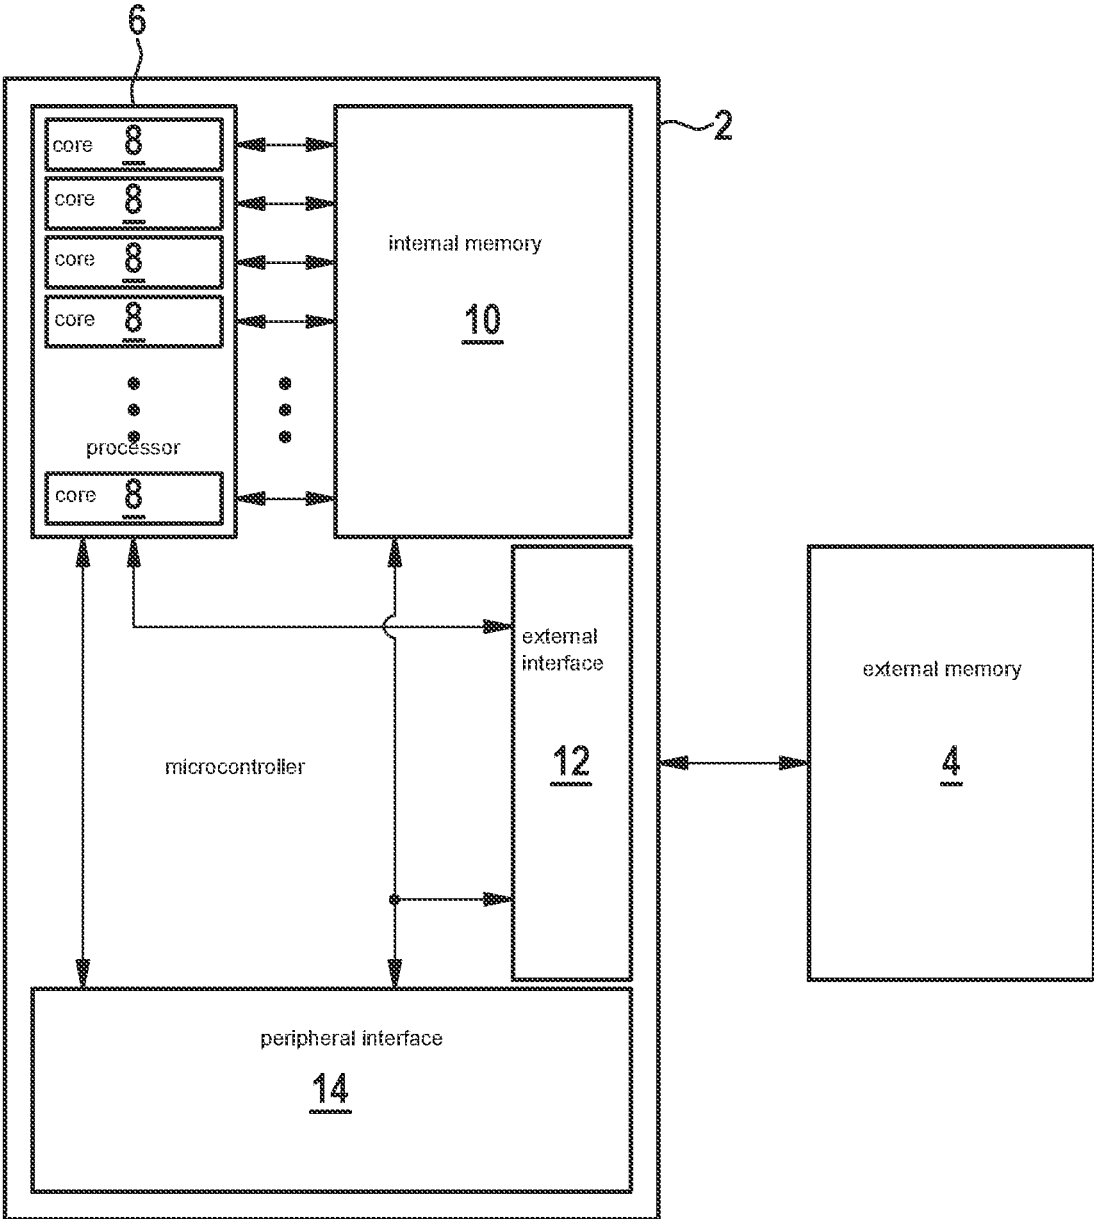 6
2
core 8
core 8
core 8
core 8
processor
core 8
internal memory
10
external
interface
12
external memory
4
microcontroller
peripheral interface
14